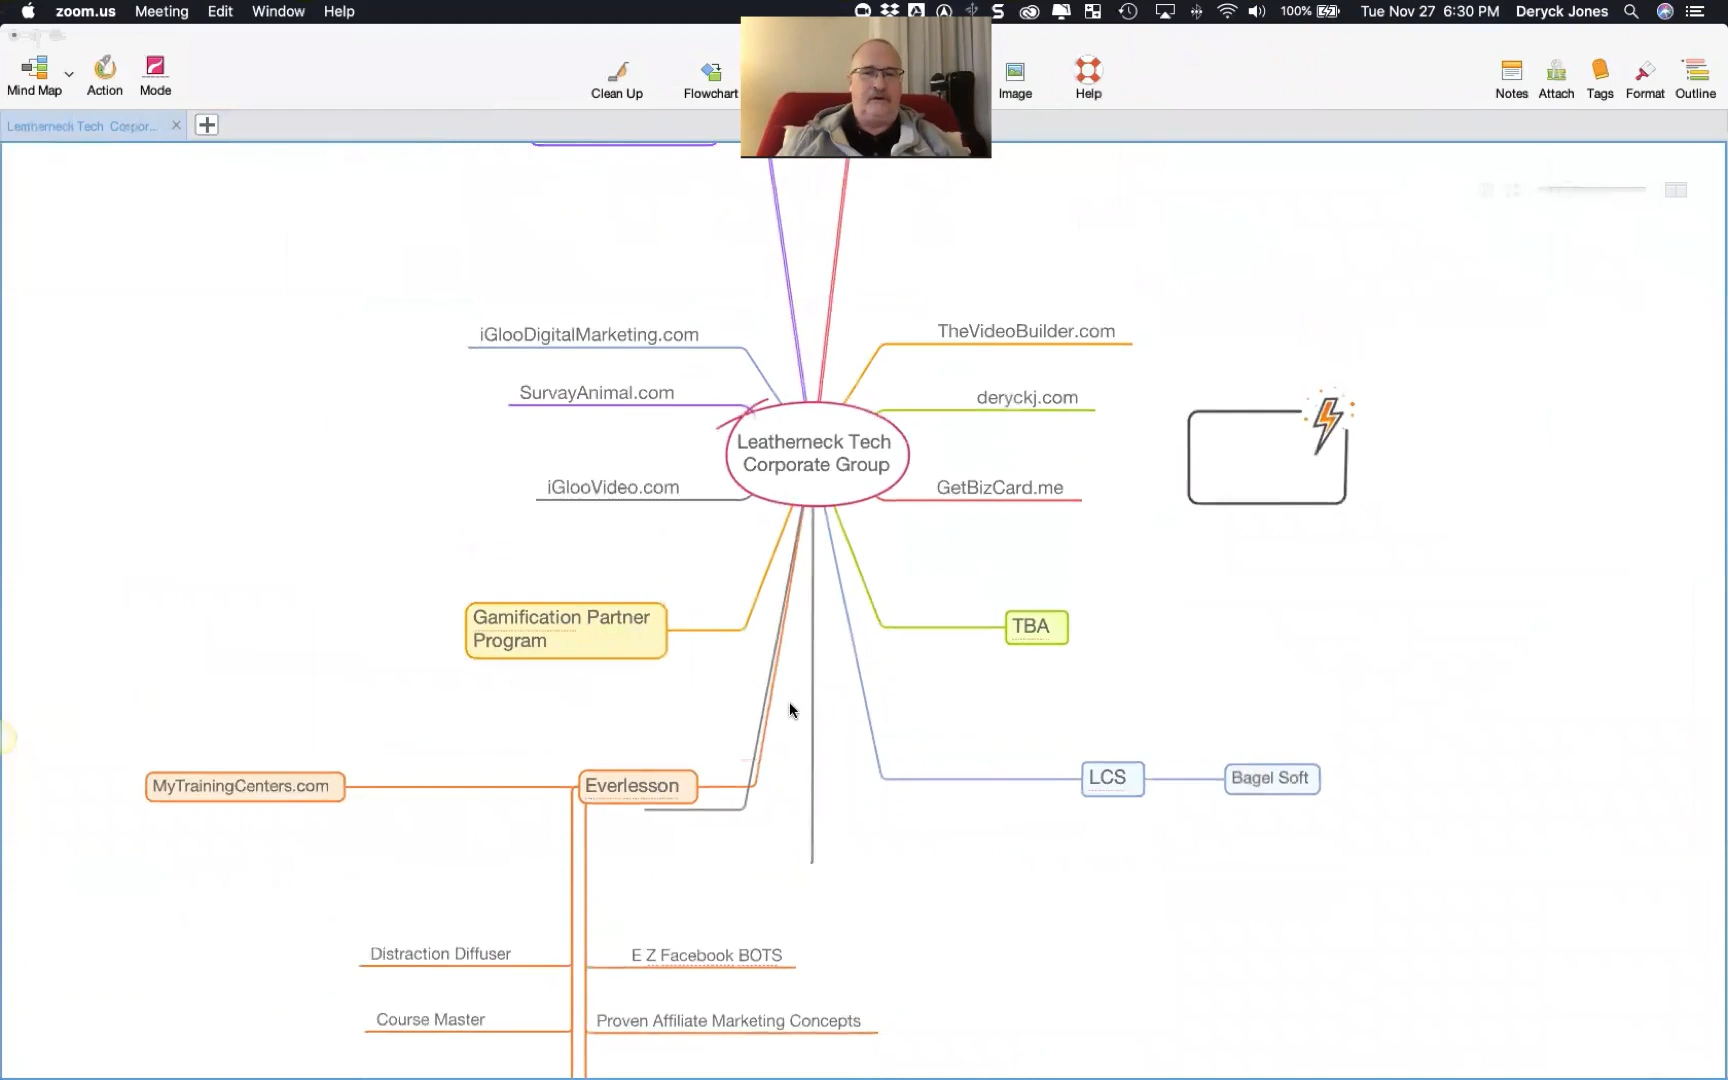 zoom.us Meeting Edit Window Help
100% Tue Nov 27 6:30 PM Deryck Jones
Mind Map Action Mode Clean Up Flowchart Image Help Notes Attach Tags Format Outline
Leatherneck Tech Corpor...
iGlooDigitalMarketing.com
TheVideoBuilder.com
SurvayAnimal.com
deryckj.com
Leatherneck Tech
Corporate Group
iGlooVideo.com
GetBizCard.me
Gamification Partner
Program
TBA
MyTrainingCenters.com
Everlesson
LCS
Bagel Soft
Distraction Diffuser
E Z Facebook BOTS
Course Master
Proven Affiliate Marketing Concepts